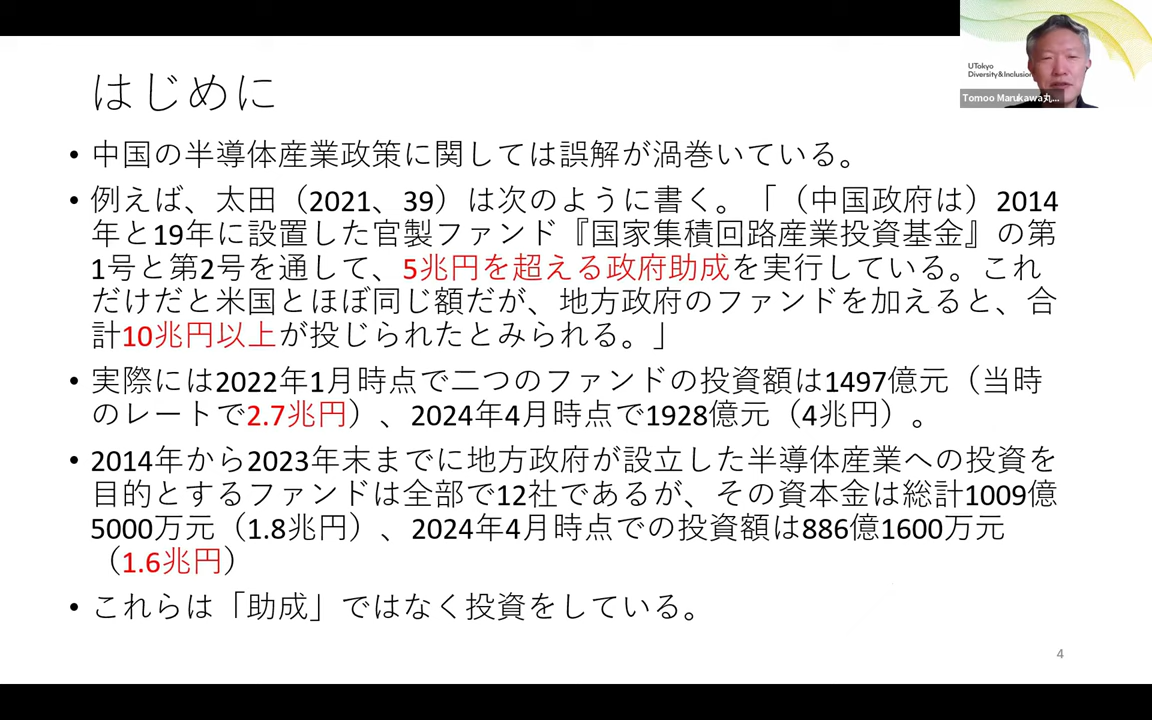 UTokyo
Diversity&Inclusion
Tomoo Marukawa丸...
はじめに
• 中国の半導体産業政策に関しては誤解が渦巻いている。
• 例えば、太田（2021、39）は次のように書く。「（中国政府は）2014
年と19年に設置した官製ファンド『国家集積回路産業投資基金』の第
1号と第2号を通して、5兆円を超える政府助成を実行している。これ
だけだと米国とほぼ同じ額だが、地方政府のファンドを加えると、合
計10兆円以上が投じられたとみられる。」
• 実際には2022年1月時点で二つのファンドの投資額は1497億元（当時
のレートで2.7兆円）、2024年4月時点で1928億元（4兆円）。
• 2014年から2023年末までに地方政府が設立した半導体産業への投資を
目的とするファンドは全部で12社であるが、その資本金は総計1009億
5000万元（1.8兆円）、2024年4月時点での投資額は886億1600万元
（1.6兆円）
• これらは「助成」ではなく投資をしている。
4